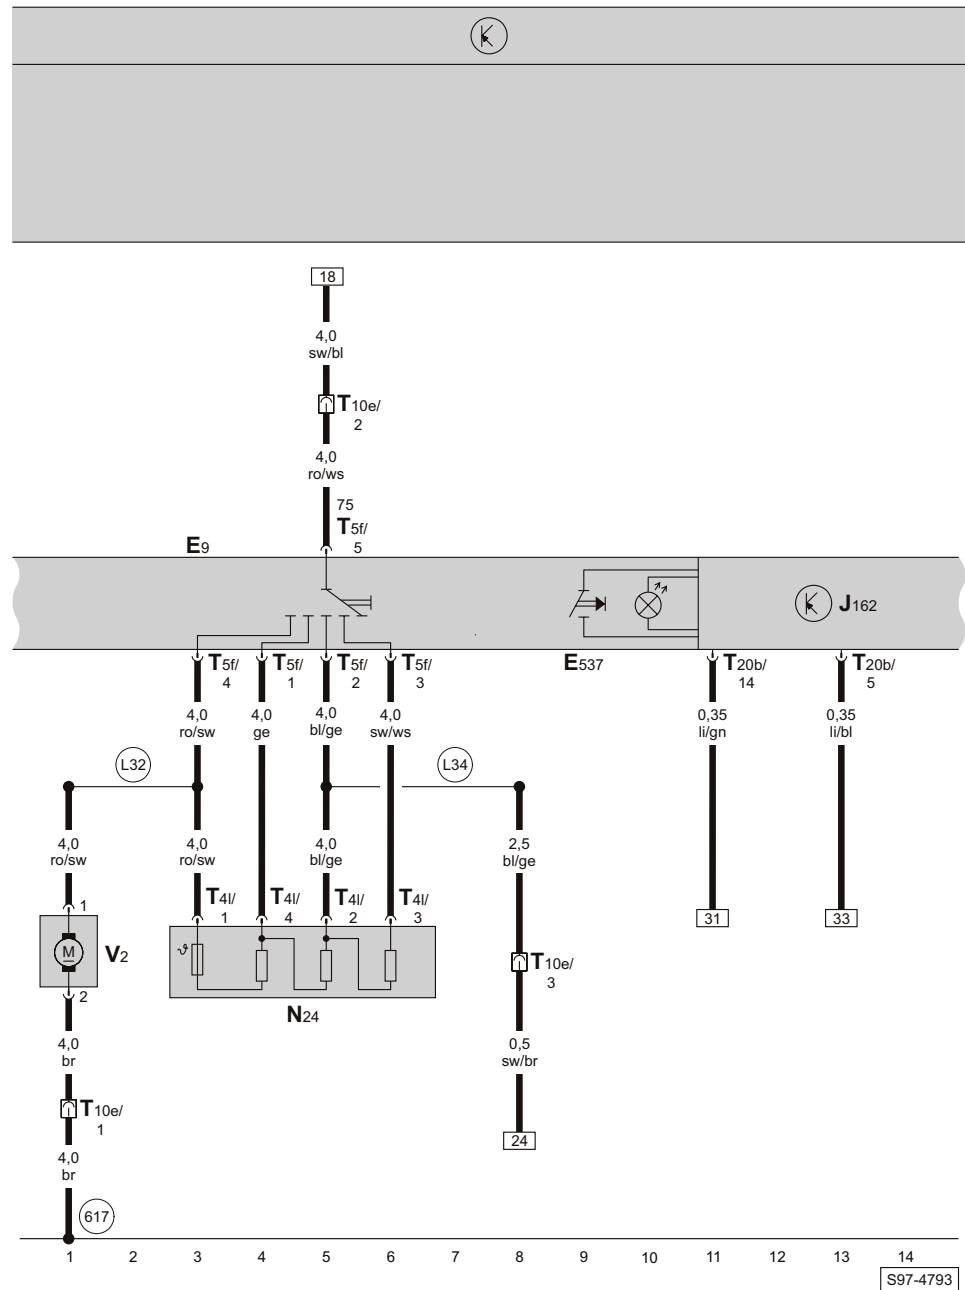 18
4,0
sw/bl
T10e/
2
4,0
ro/ws
75
T5f/
5
E9
J162
T5f/ T5f/ T5f/ T5f/ E537 T20b/ T20b/
4 1 2 3 14 5
4,0 4,0 4,0 4,0 0,35 0,35
ro/sw ge bl/ge sw/ws li/gn li/bl
L32 L34
4,0 4,0 4,0 2,5
ro/sw ro/sw bl/ge bl/ge
T4l/ T4l/ T4l/ T4l/
1 1 4 2 3 31 33
M V2 ϑ
T10e/
3
2
N24
4,0 0,5
br sw/br
T10e/
1
24
4,0
br
617
1 2 3 4 5 6 7 8 9 10 11 12 13 14
S97-4793